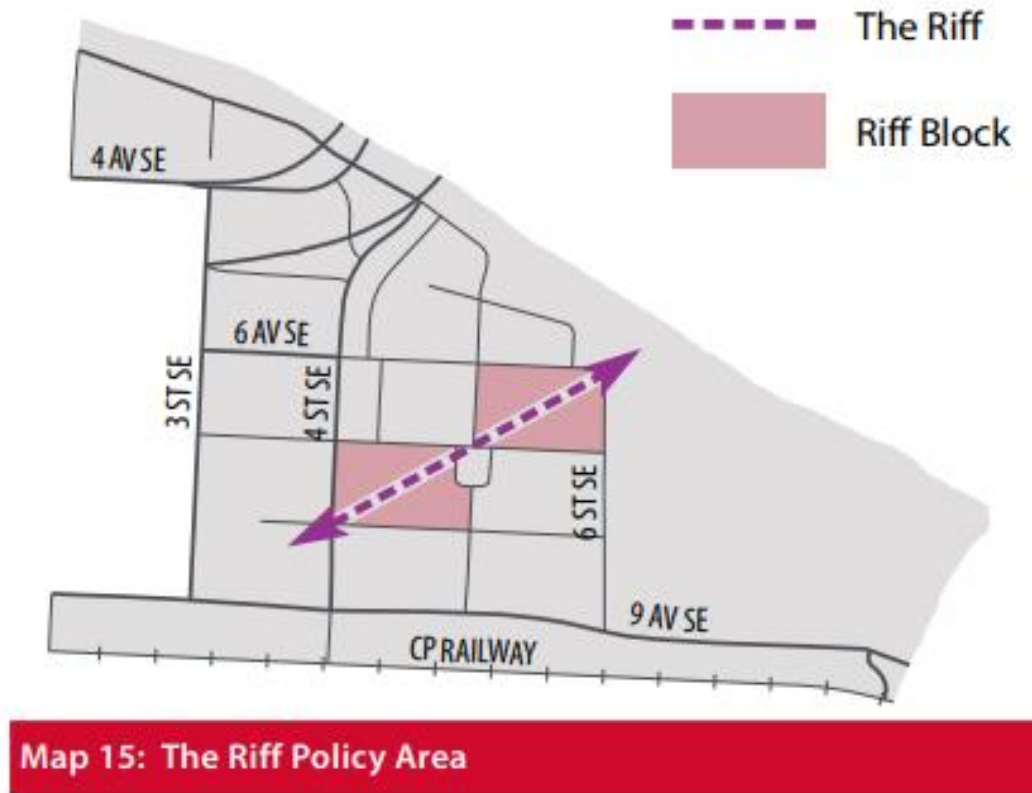 The Riff
Riff Block
4 AV SE
6 AV SE
3 ST SE
4 ST SE
6 ST SE
9 AV SE
CP RAILWAY
Map 15: The Riff Policy Area